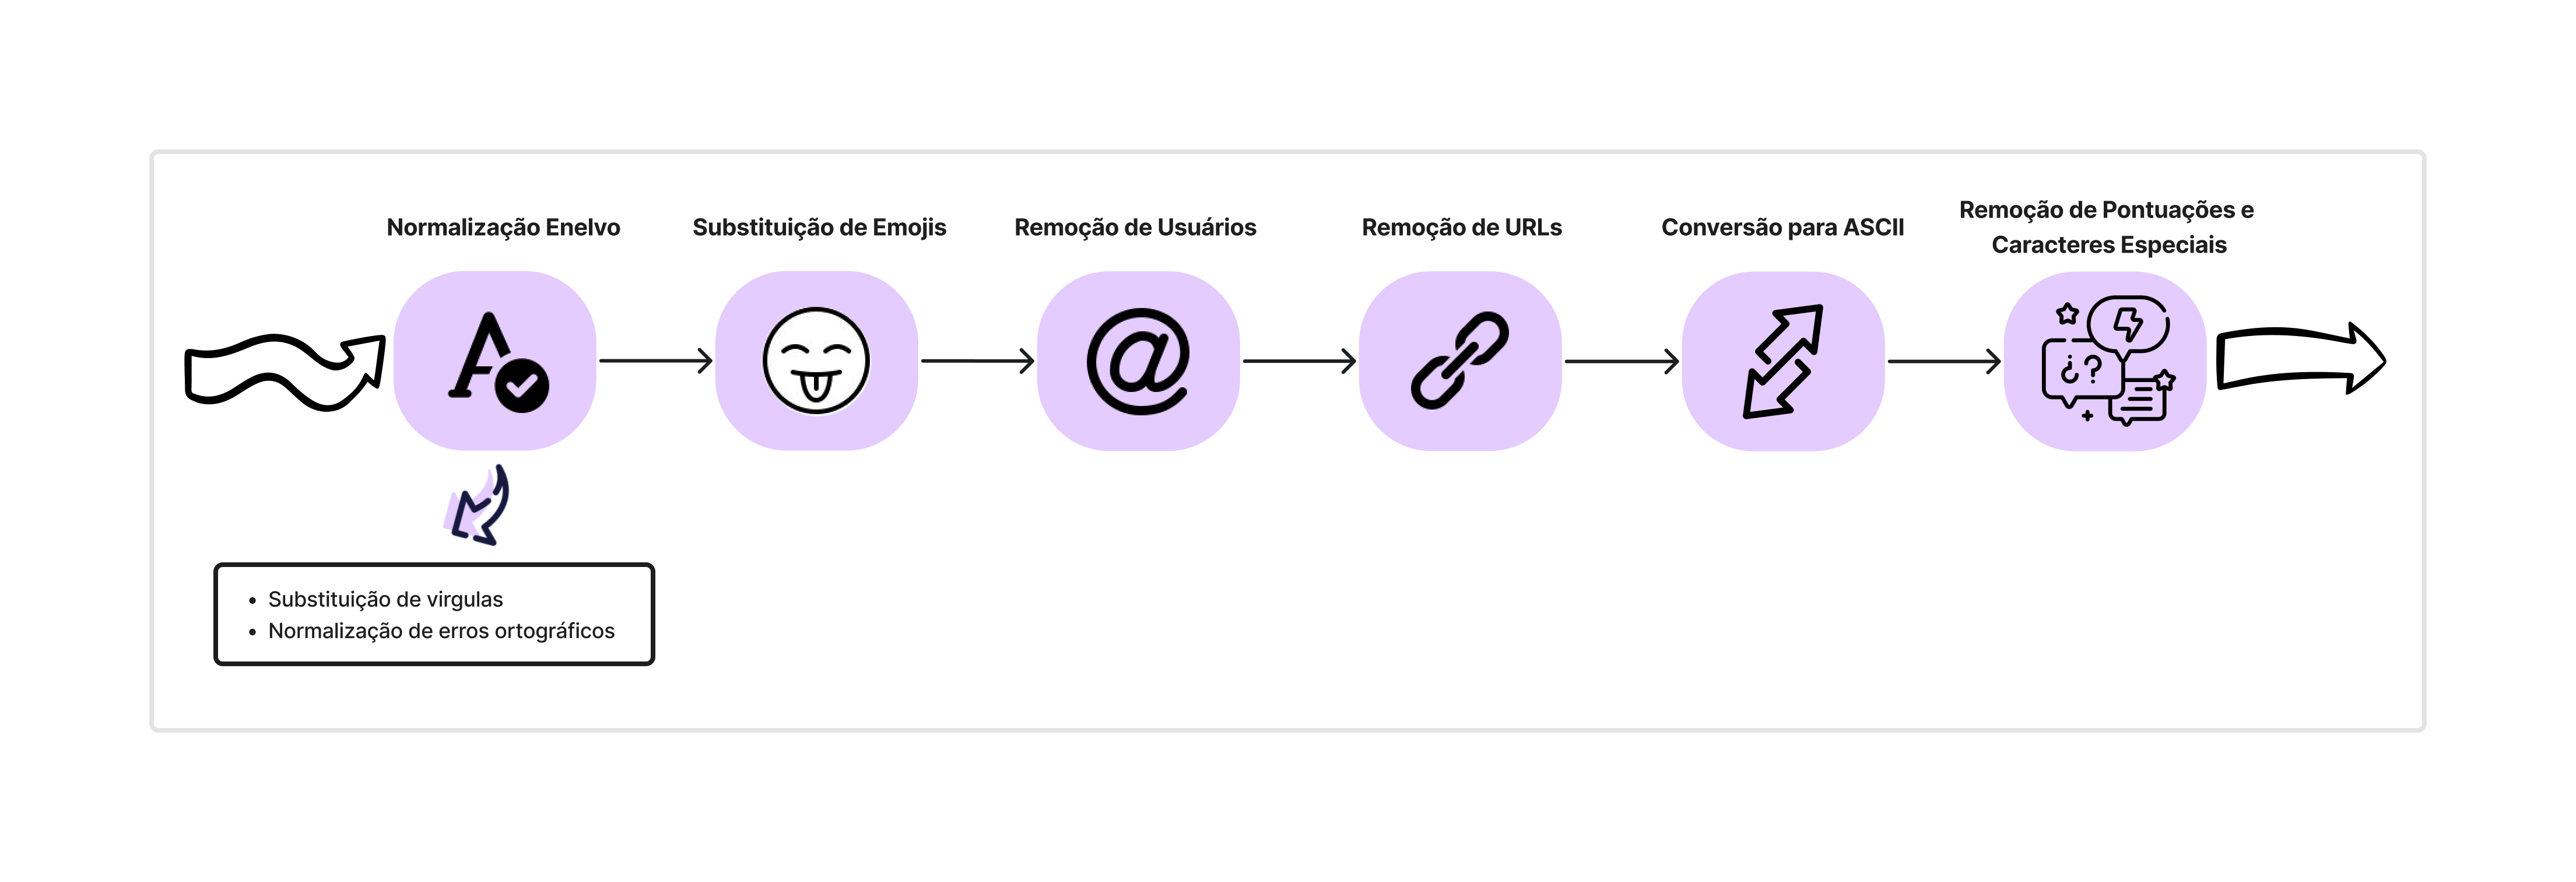 Normalização Enelvo
Substituição de Emojis
Remoção de Usuários
Remoção de URLs
Conversão para ASCII
Remoção de Pontuações e
Caracteres Especiais
@
¿?
• Substituição de virgulas
• Normalização de erros ortográficos